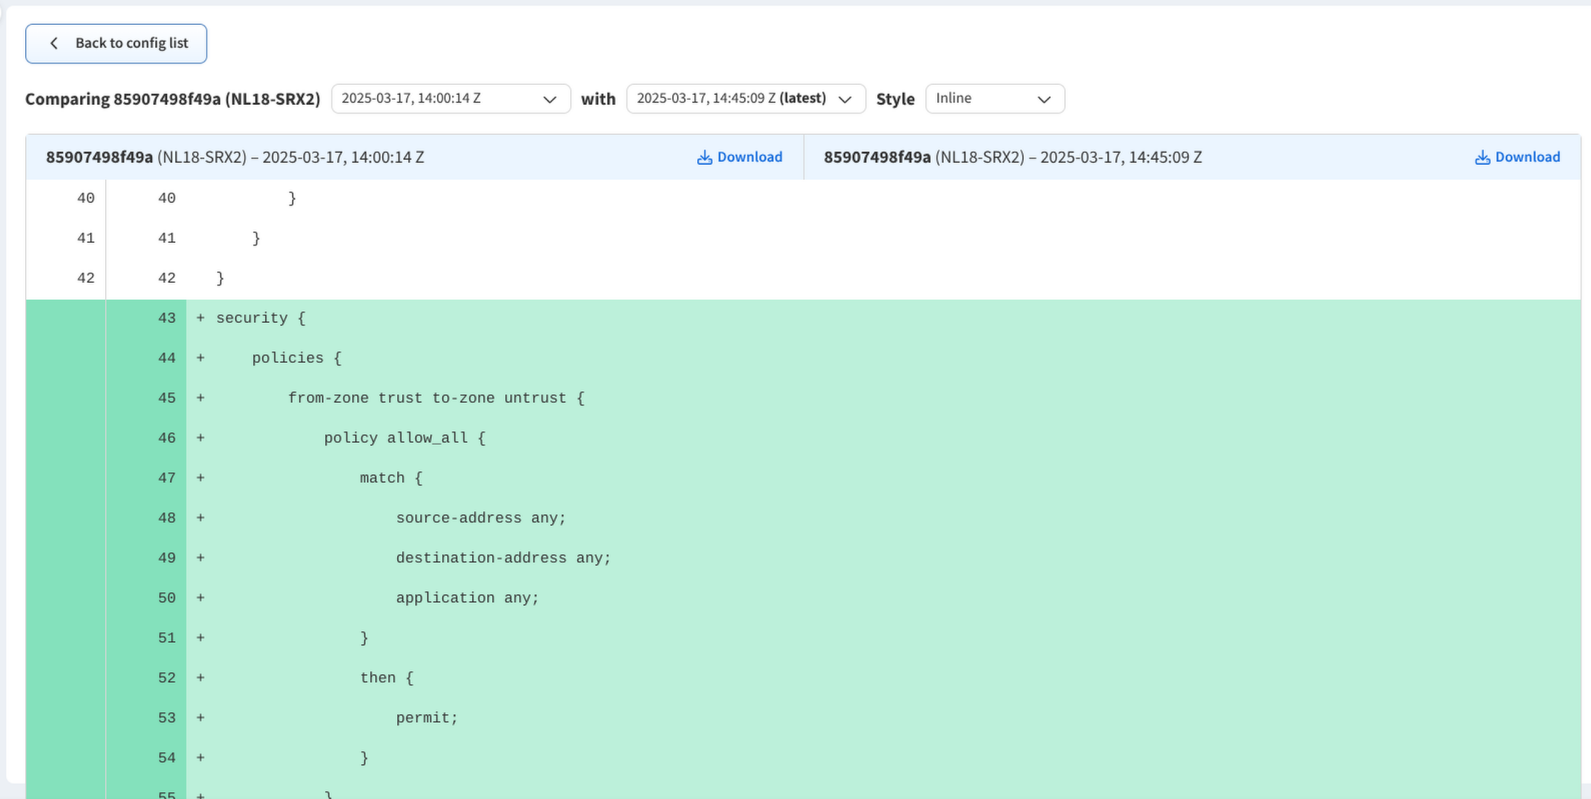 Back to config list
Comparing 85907498f49a (NL18-SRX2) 2025-03-17, 14:00:14 Z with 2025-03-17, 14:45:09 Z (latest) Style Inline
85907498f49a (NL18-SRX2) – 2025-03-17, 14:00:14 Z Download 85907498f49a (NL18-SRX2) – 2025-03-17, 14:45:09 Z Download
40 40 }
41 41 }
42 42 }
43 + security {
44 + policies {
45 + from-zone trust to-zone untrust {
46 + policy allow_all {
47 + match {
48 + source-address any;
49 + destination-address any;
50 + application any;
51 + }
52 + then {
53 + permit;
54 + }
55 + }